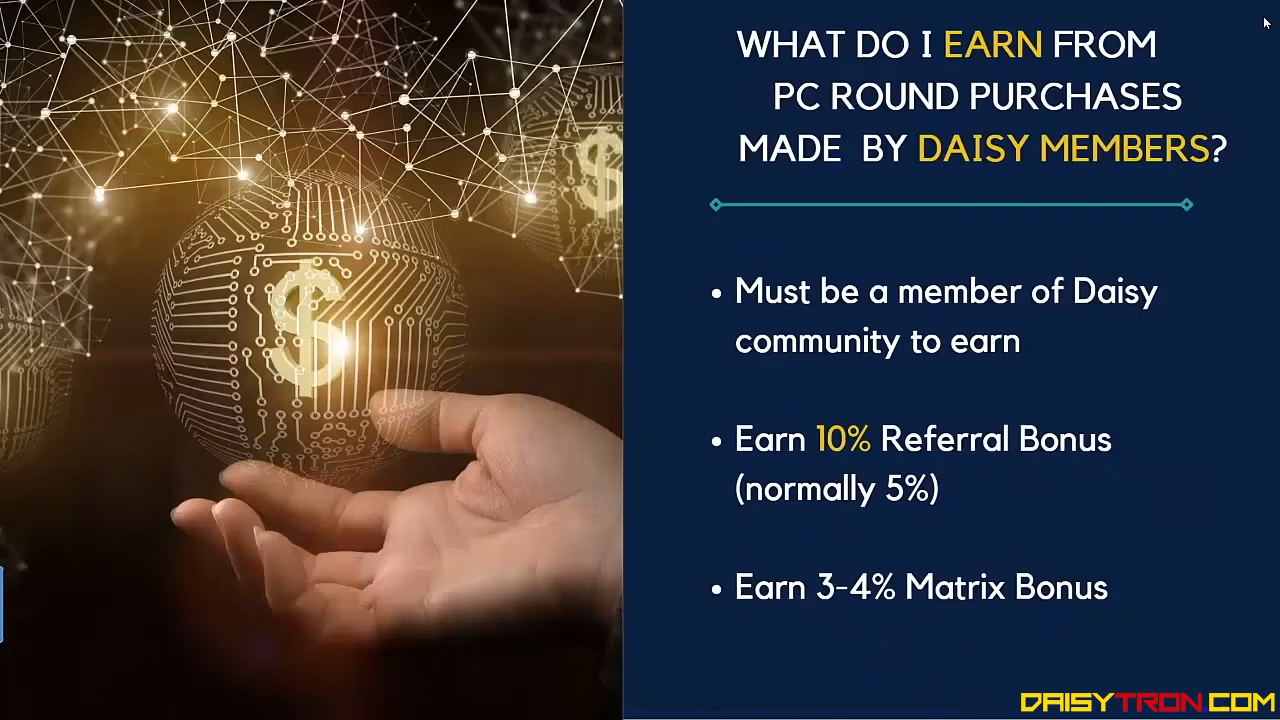 WHAT DO I EARN FROM
PC ROUND PURCHASES
MADE BY DAISY MEMBERS?
• Must be a member of Daisy
community to earn
• Earn 10% Referral Bonus
(normally 5%)
• Earn 3-4% Matrix Bonus
DAISYTRON.COM